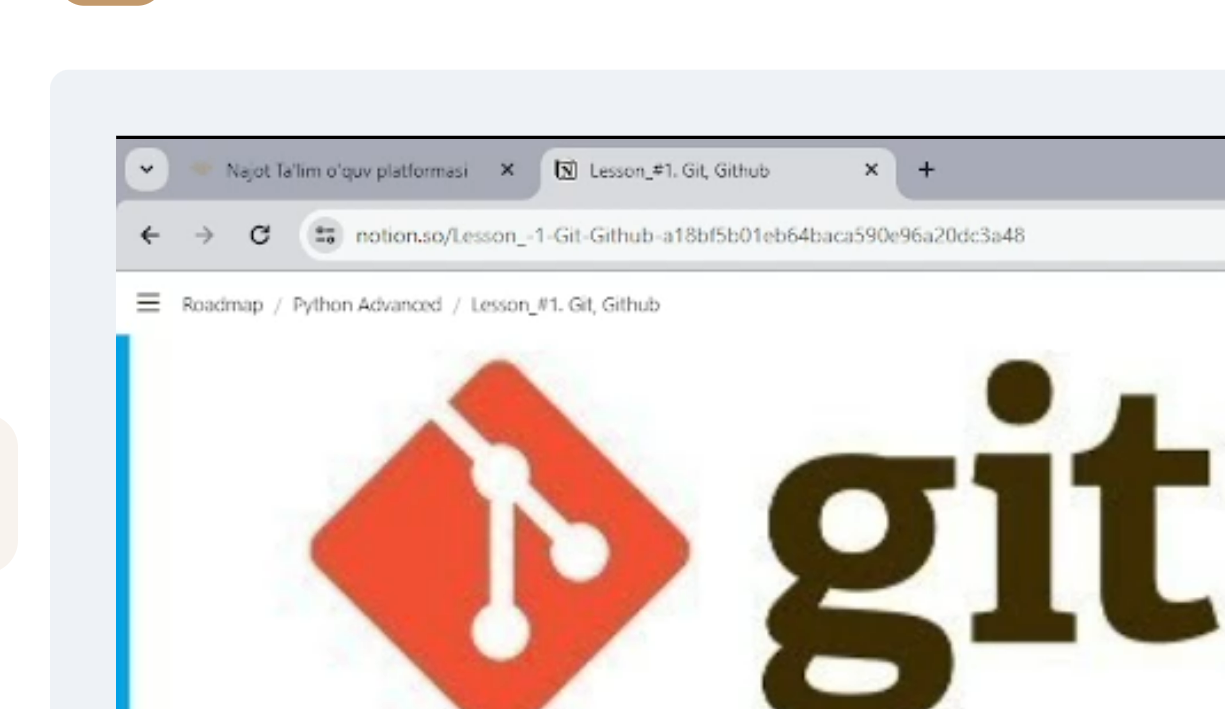 Najot Ta'lim o'quv platformasi
Lesson_#1. Git, Github
notion.so/Lesson_-1-Git-Github-a18bf5b01eb64baca590e96a20dc3a48
Roadmap / Python Advanced / Lesson_#1. Git, Github
git